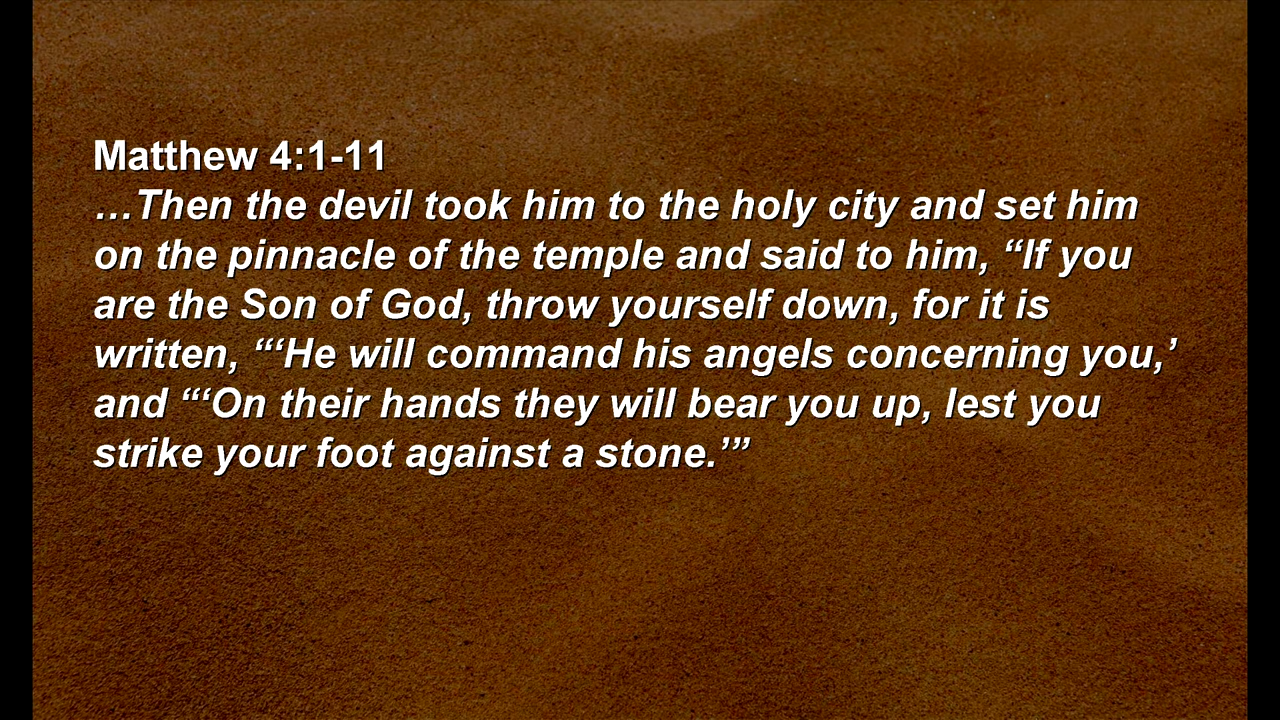 Matthew 4:1-11
…Then the devil took him to the holy city and set him
on the pinnacle of the temple and said to him, “If you
are the Son of God, throw yourself down, for it is
written, “‘He will command his angels concerning you,’
and “‘On their hands they will bear you up, lest you
strike your foot against a stone.’”